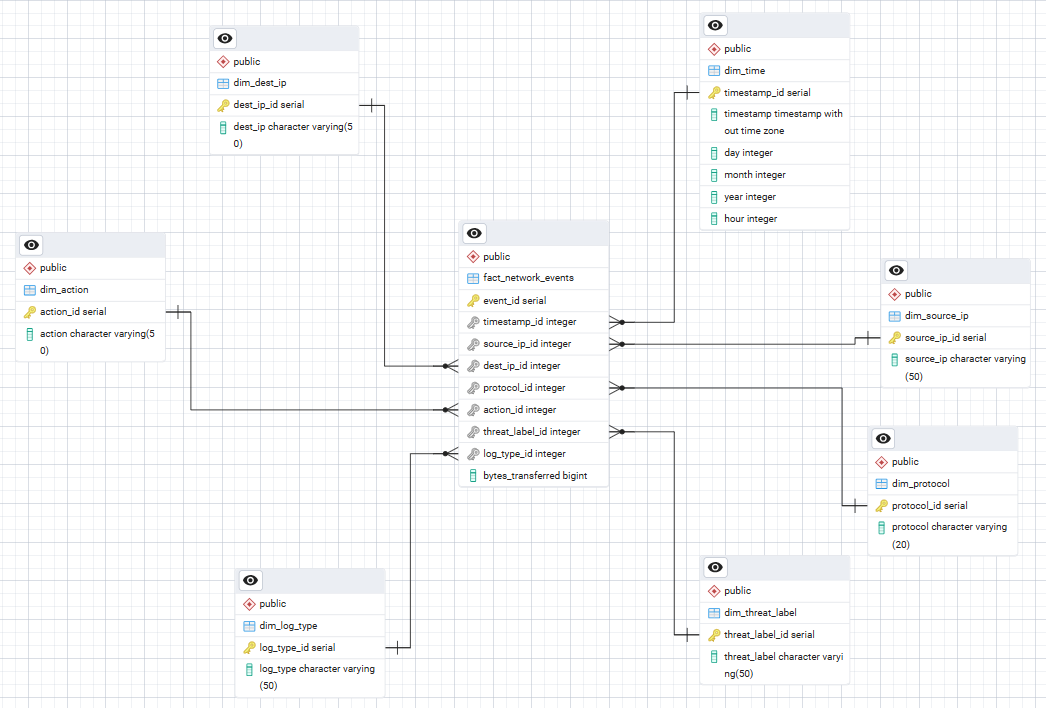 public
dim_dest_ip
dest_ip_id serial
dest_ip character varying(5
0)
public
dim_time
timestamp_id serial
timestamp timestamp with
out time zone
day integer
month integer
year integer
hour integer
public
dim_action
action_id serial
action character varying(5
0)
public
fact_network_events
event_id serial
timestamp_id integer
source_ip_id integer
dest_ip_id integer
protocol_id integer
action_id integer
threat_label_id integer
log_type_id integer
bytes_transferred bigint
public
dim_source_ip
source_ip_id serial
source_ip character varying
(50)
public
dim_protocol
protocol_id serial
protocol character varying
(20)
public
dim_log_type
log_type_id serial
log_type character varying
(50)
public
dim_threat_label
threat_label_id serial
threat_label character varyi
ng(50)